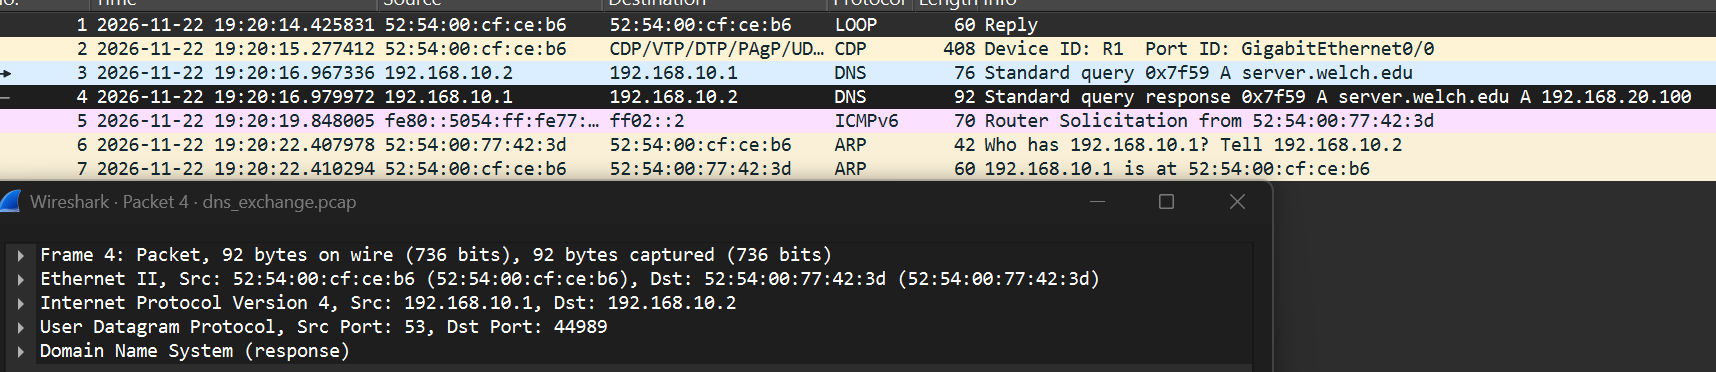 No. Time Source Destination Protocol Length Info
1 2026-11-22 19:20:14.425831 52:54:00:cf:ce:b6 52:54:00:cf:ce:b6 LOOP 60 Reply
2 2026-11-22 19:20:15.277412 52:54:00:cf:ce:b6 CDP/VTP/DTP/PAgP/UD… CDP 408 Device ID: R1 Port ID: GigabitEthernet0/0
3 2026-11-22 19:20:16.967336 192.168.10.2 192.168.10.1 DNS 76 Standard query 0x7f59 A server.welch.edu
4 2026-11-22 19:20:16.979972 192.168.10.1 192.168.10.2 DNS 92 Standard query response 0x7f59 A server.welch.edu A 192.168.20.100
5 2026-11-22 19:20:19.848005 fe80::5054:ff:fe77:… ff02::2 ICMPv6 70 Router Solicitation from 52:54:00:77:42:3d
6 2026-11-22 19:20:22.407978 52:54:00:77:42:3d 52:54:00:cf:ce:b6 ARP 42 Who has 192.168.10.1? Tell 192.168.10.2
7 2026-11-22 19:20:22.410294 52:54:00:cf:ce:b6 52:54:00:77:42:3d ARP 60 192.168.10.1 is at 52:54:00:cf:ce:b6
Wireshark · Packet 4 · dns_exchange.pcap
Frame 4: Packet, 92 bytes on wire (736 bits), 92 bytes captured (736 bits)
Ethernet II, Src: 52:54:00:cf:ce:b6 (52:54:00:cf:ce:b6), Dst: 52:54:00:77:42:3d (52:54:00:77:42:3d)
Internet Protocol Version 4, Src: 192.168.10.1, Dst: 192.168.10.2
User Datagram Protocol, Src Port: 53, Dst Port: 44989
Domain Name System (response)